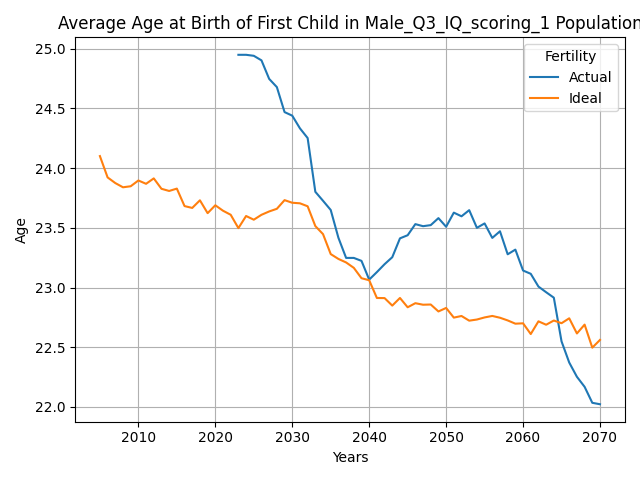 Average Age at Birth of First Child in Male_Q3_IQ_scoring_1 Population
25.0
24.5
24.0
23.5
23.0
22.5
22.0
Age
Fertility
Actual
Ideal
2010 2020 2030 2040 2050 2060 2070
Years